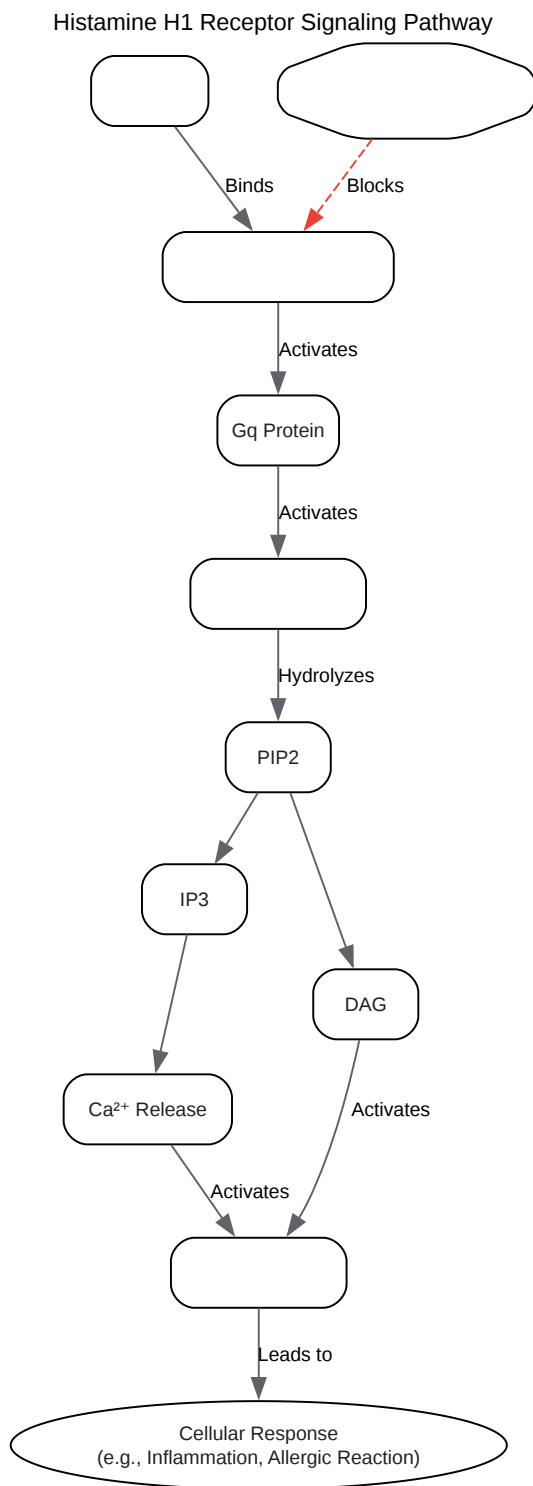 Histamine H1 Receptor Signaling Pathway
Binds
Blocks
Activates
Gq Protein
Activates
Hydrolyzes
PIP2
IP3
DAG
Ca²⁺ Release
Activates
Activates
Leads to
Cellular Response
(e.g., Inflammation, Allergic Reaction)